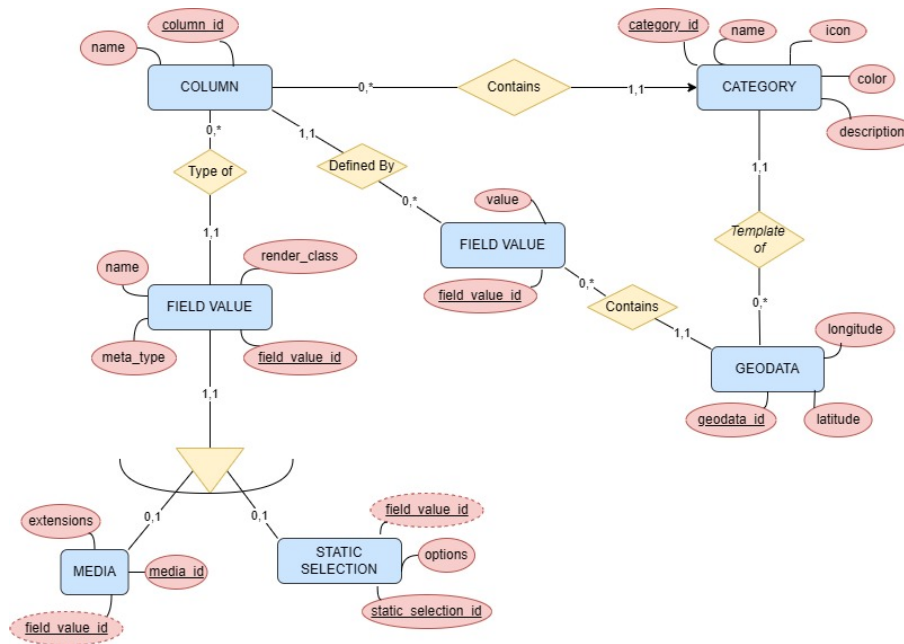 column_id
name
COLUMN
0,*
Contains
1,1
category_id
name
icon
color
CATEGORY
description
0,*
Type of
1,1
1,1
Defined By
0,*
value
FIELD VALUE
field_value_id
1,1
Template
of
0,*
0,*
Contains
1,1
name
render_class
FIELD VALUE
meta_type
field_value_id
longitude
GEODATA
geodata_id
latitude
1,1
0,1
0,1
extensions
MEDIA
media_id
field_value_id
field_value_id
STATIC
SELECTION
options
static_selection_id